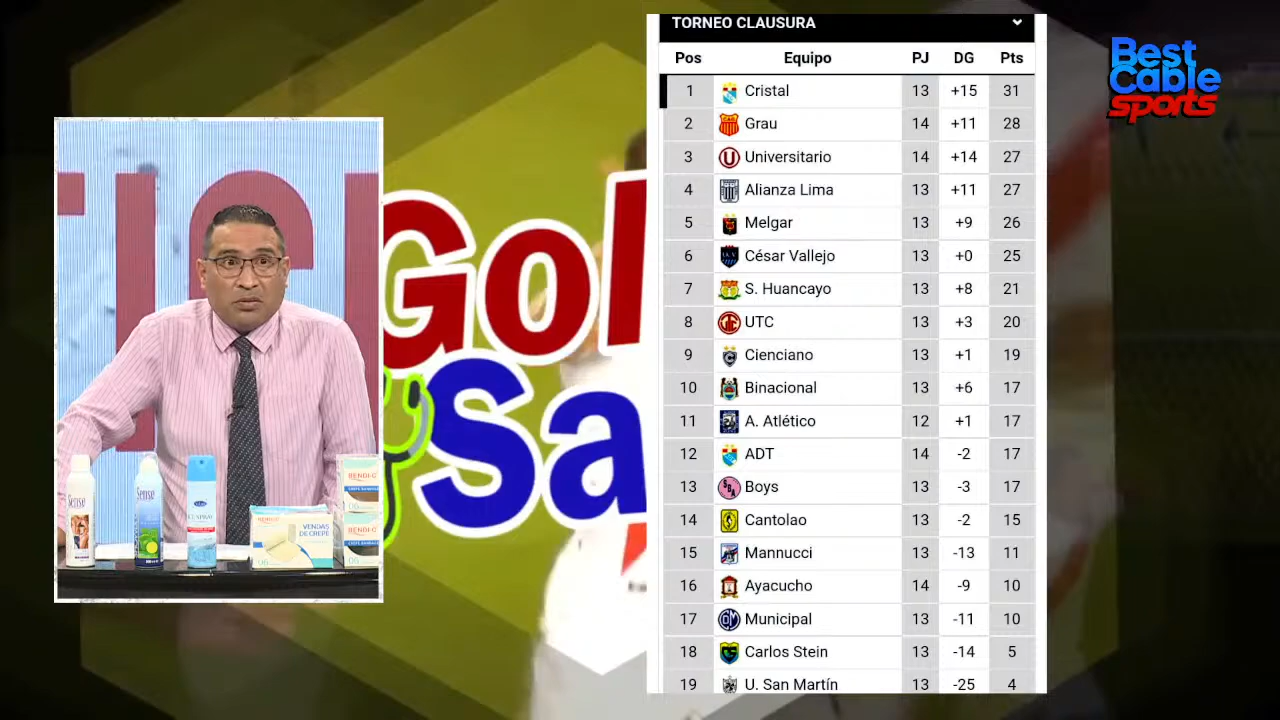 TORNEO CLAUSURA
Pos Equipo PJ DG Pts
1 Cristal 13 +15 31
2 Grau 14 +11 28
3 Universitario 14 +14 27
4 Alianza Lima 13 +11 27
5 Melgar 13 +9 26
6 César Vallejo 13 +0 25
7 S. Huancayo 13 +8 21
8 UTC 13 +3 20
9 Cienciano 13 +1 19
10 Binacional 13 +6 17
11 A. Atlético 12 +1 17
12 ADT 14 -2 17
13 Boys 13 -3 17
14 Cantolao 13 -2 15
15 Mannucci 13 -13 11
16 Ayacucho 14 -9 10
17 Municipal 13 -11 10
18 Carlos Stein 13 -14 5
19 U. San Martín 13 -25 4
Best
Cable
sports
Gol
Sa
Sense
Sense
VENDAS
DE CREPE
06
06
06